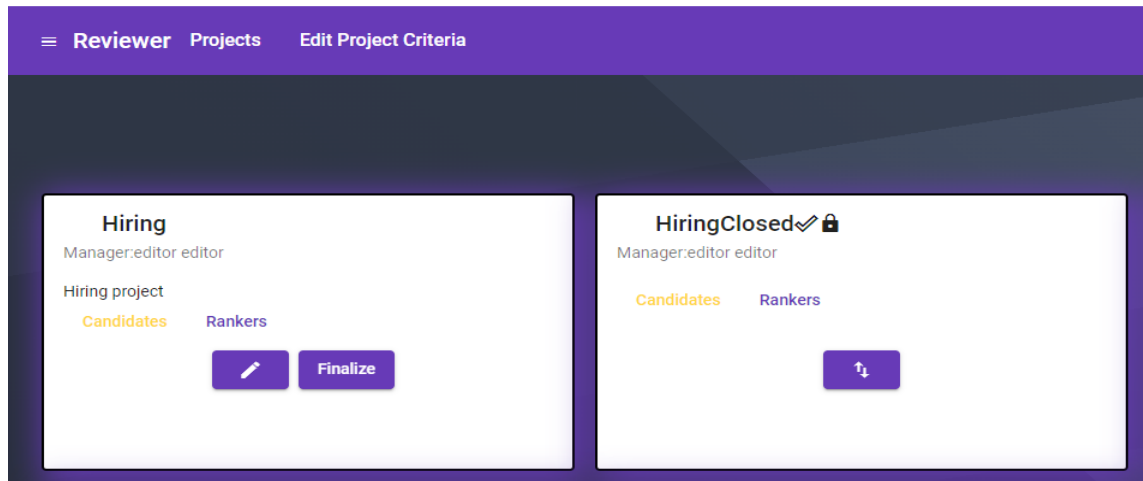 Reviewer Projects Edit Project Criteria
Hiring
Manager:editor editor
Hiring project
Candidates Rankers
Finalize
HiringClosed
Manager:editor editor
Candidates Rankers